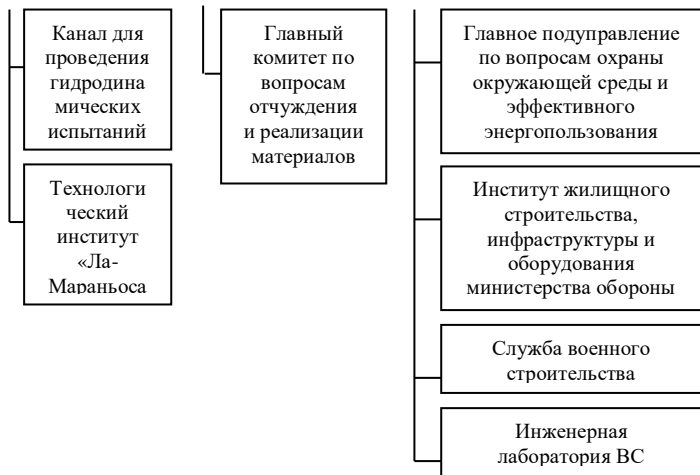 Канал для
проведения
гидродина
мических
испытаний
Технологи
ческий
институт
«Ла-
Мараньоса
Главный
комитет по
вопросам
отчуждения
и реализации
материалов
Главное подуправление
по вопросам охраны
окружающей среды и
эффективного
энергопользования
Институт жилищного
строительства,
инфраструктуры и
оборудования
министерства обороны
Служба военного
строительства
Инженерная
лаборатория ВС